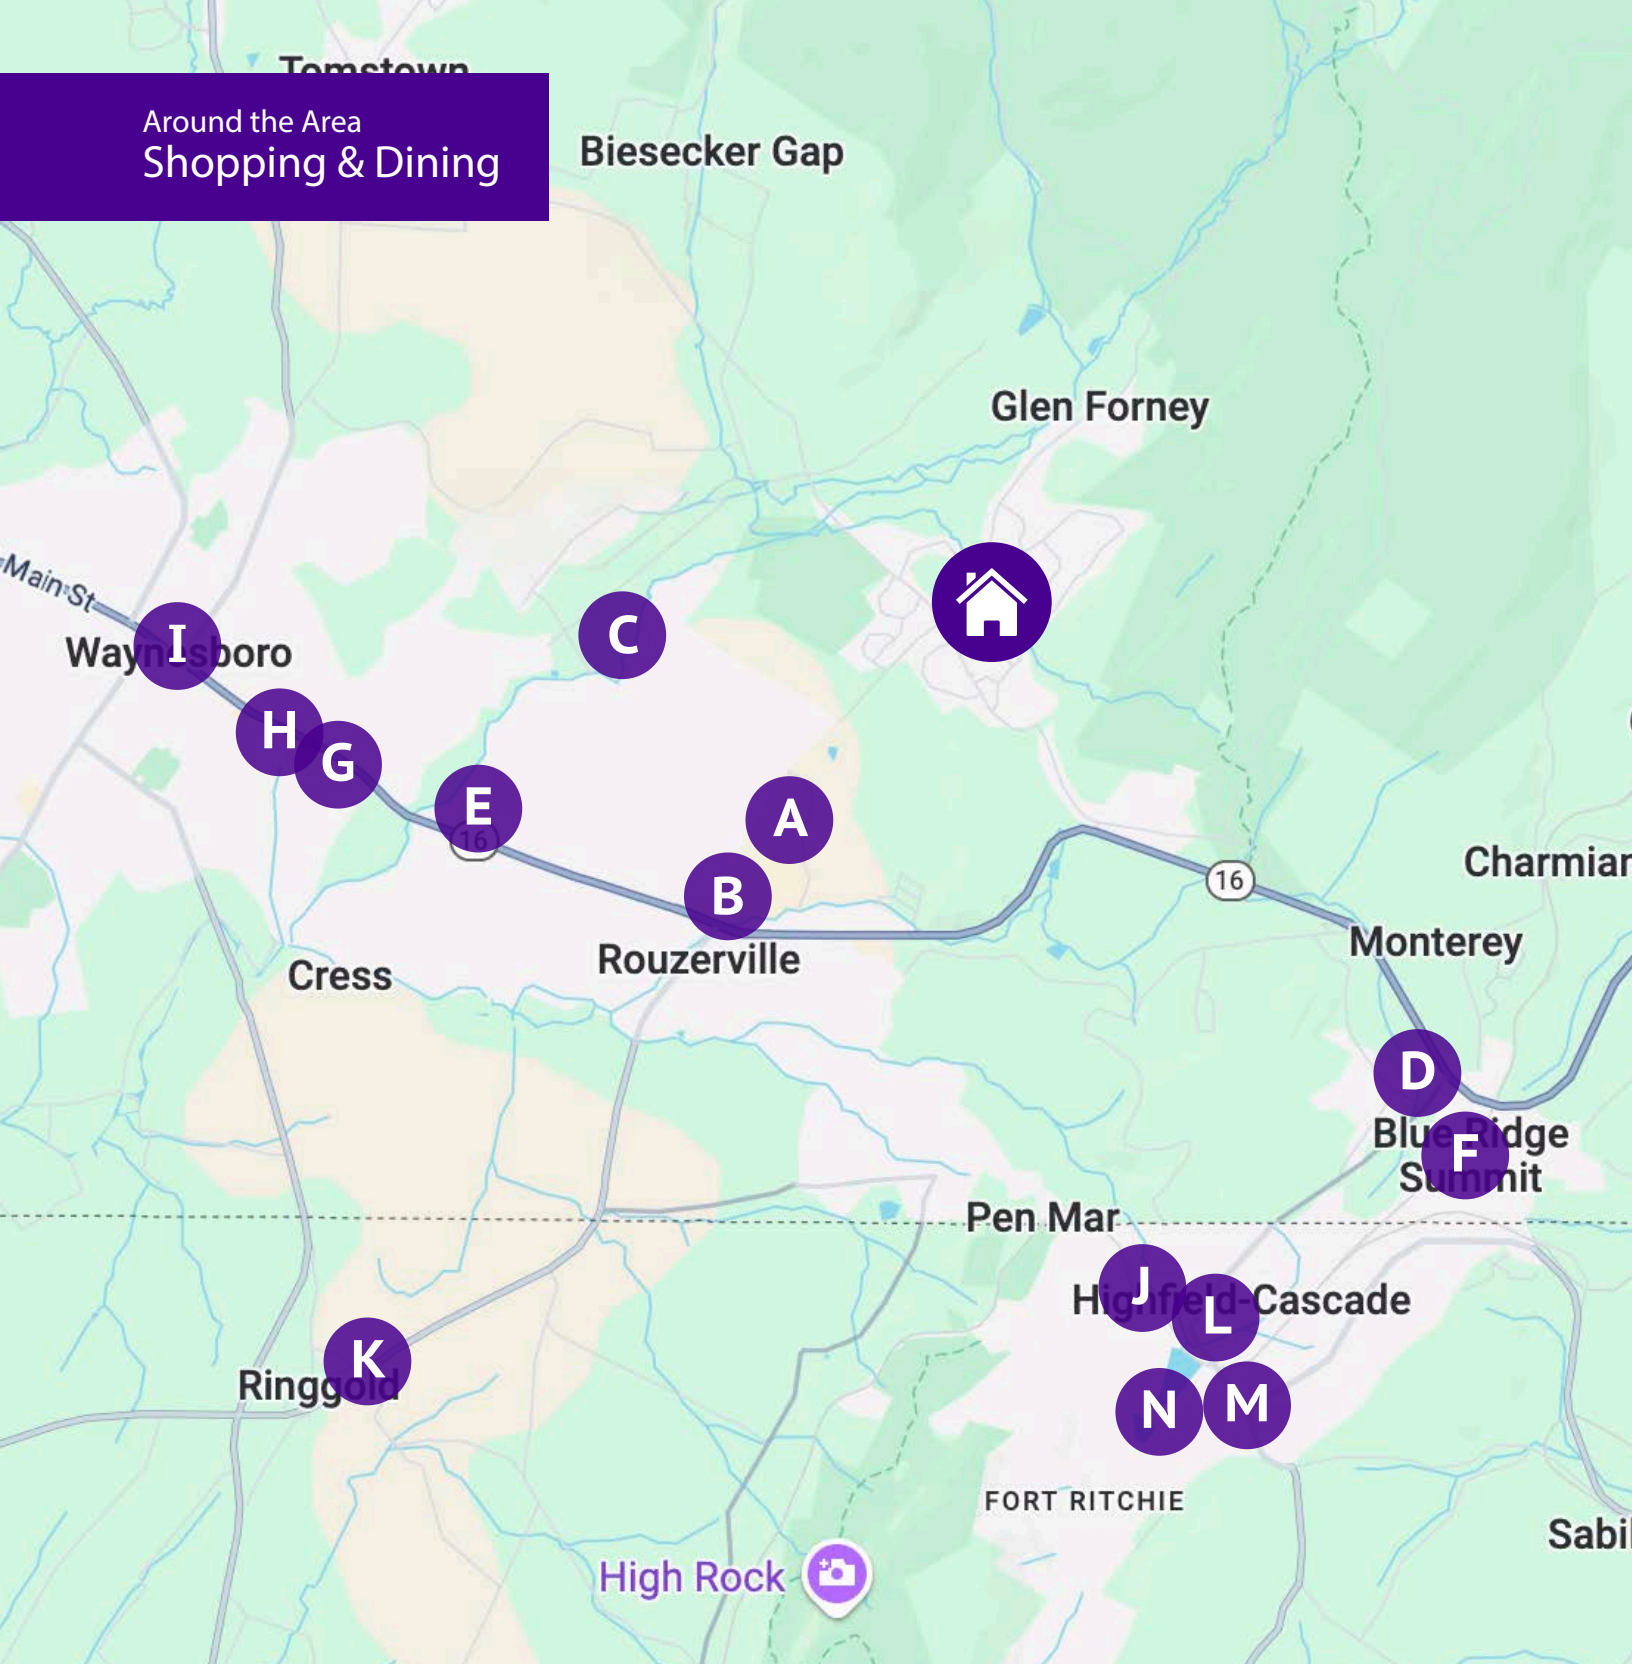 Tomstown
Around the Area
Shopping & Dining
Biesecker Gap
Glen Forney
Main St
I
Waynesboro
C
H
G
E
16
A
B
16
Charmian
Rouzerville
Monterey
Cress
D
Blue Ridge
Summit
F
Pen Mar
J
Highfield-Cascade
L
K
Ringgold
N
M
FORT RITCHIE
Sabil
High Rock